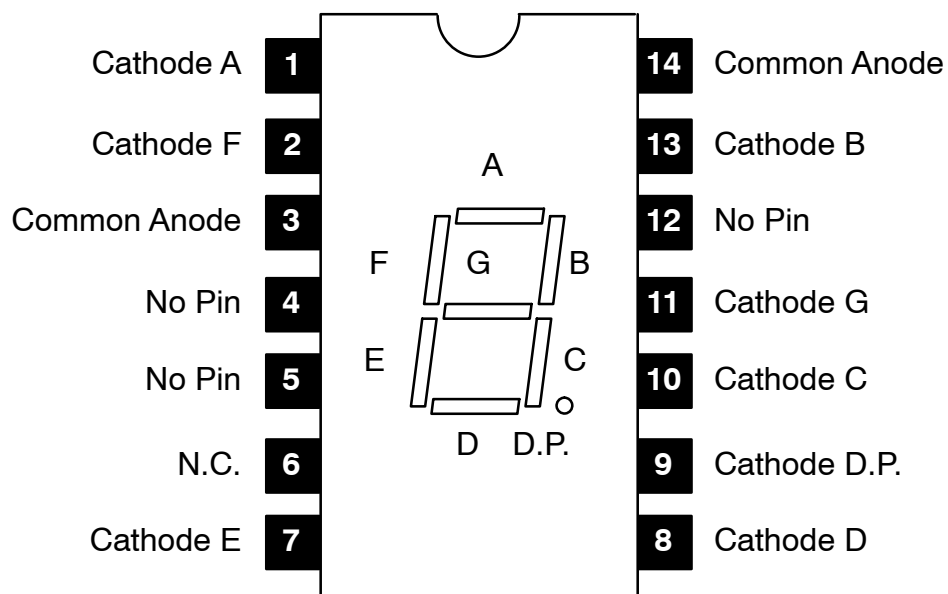 Cathode A 1 14 Common Anode
Cathode F 2 13 Cathode B
A
Common Anode 3 12 No Pin
F G B
No Pin 4 11 Cathode G
E C
No Pin 5 10 Cathode C
D D.P.
N.C. 6 9 Cathode D.P.
Cathode E 7 8 Cathode D